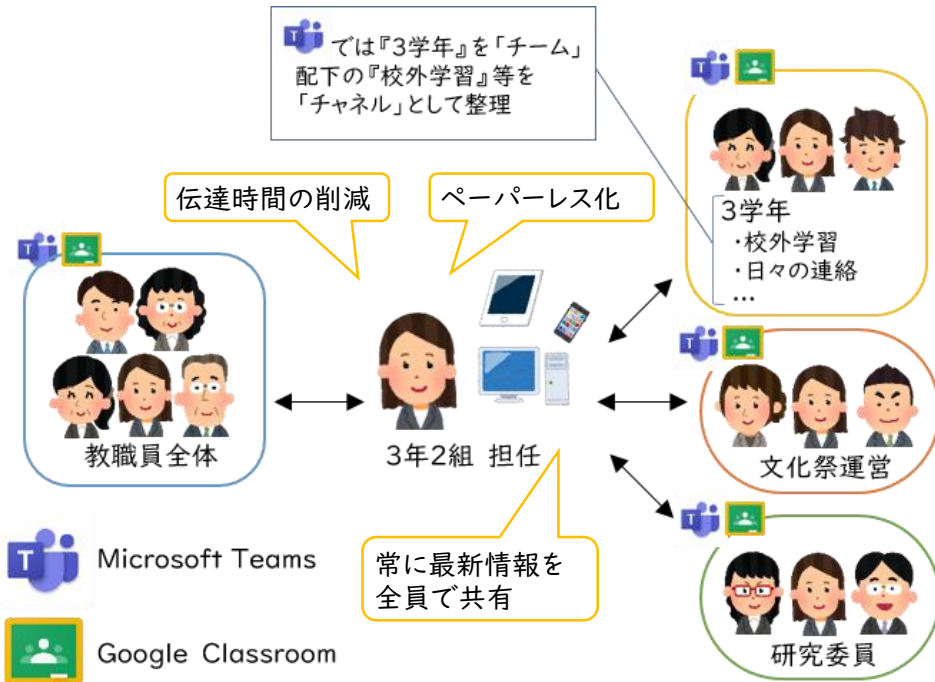 では『3学年』を「チーム」
配下の『校外学習』等を
「チャネル」として整理
伝達時間の削減
ペーパーレス化
3学年
・校外学習
・日々の連絡
…
教職員全体
3年2組 担任
文化祭運営
常に最新情報を
全員で共有
研究委員
T Microsoft Teams
Google Classroom